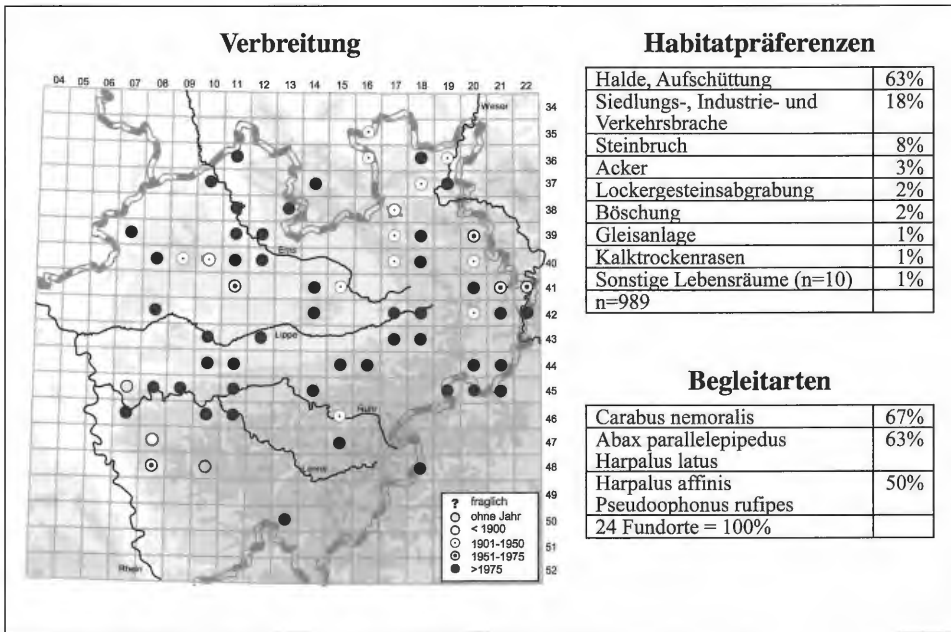 Verbreitung
04 05 06 07 08 09 10 11 12 13 14 15 16 17 18 19 20 21 22
34
35
36
37
38
39
40
41
42
43
44
45
46
47
48
49
50
51
52
Weser
Ems
Lippe
Ruhr
Lenne
Rhein
? fraglich
ohne Jahr
< 1900
1901-1950
1951-1975
>1975
Habitatpräferenzen
Halde, Aufschüttung 63%
Siedlungs-, Industrie- und 18%
Verkehrsbrache
Steinbruch 8%
Acker 3%
Lockergesteinsabgrabung 2%
Böschung 2%
Gleisanlage 1%
Kalktrockenrasen 1%
Sonstige Lebensräume (n=10) 1%
n=989
Begleitarten
Carabus nemoralis 67%
Abax parallelepipedus 63%
Harpalus latus
Harpalus affinis 50%
Pseudoophonus rufipes
24 Fundorte = 100%